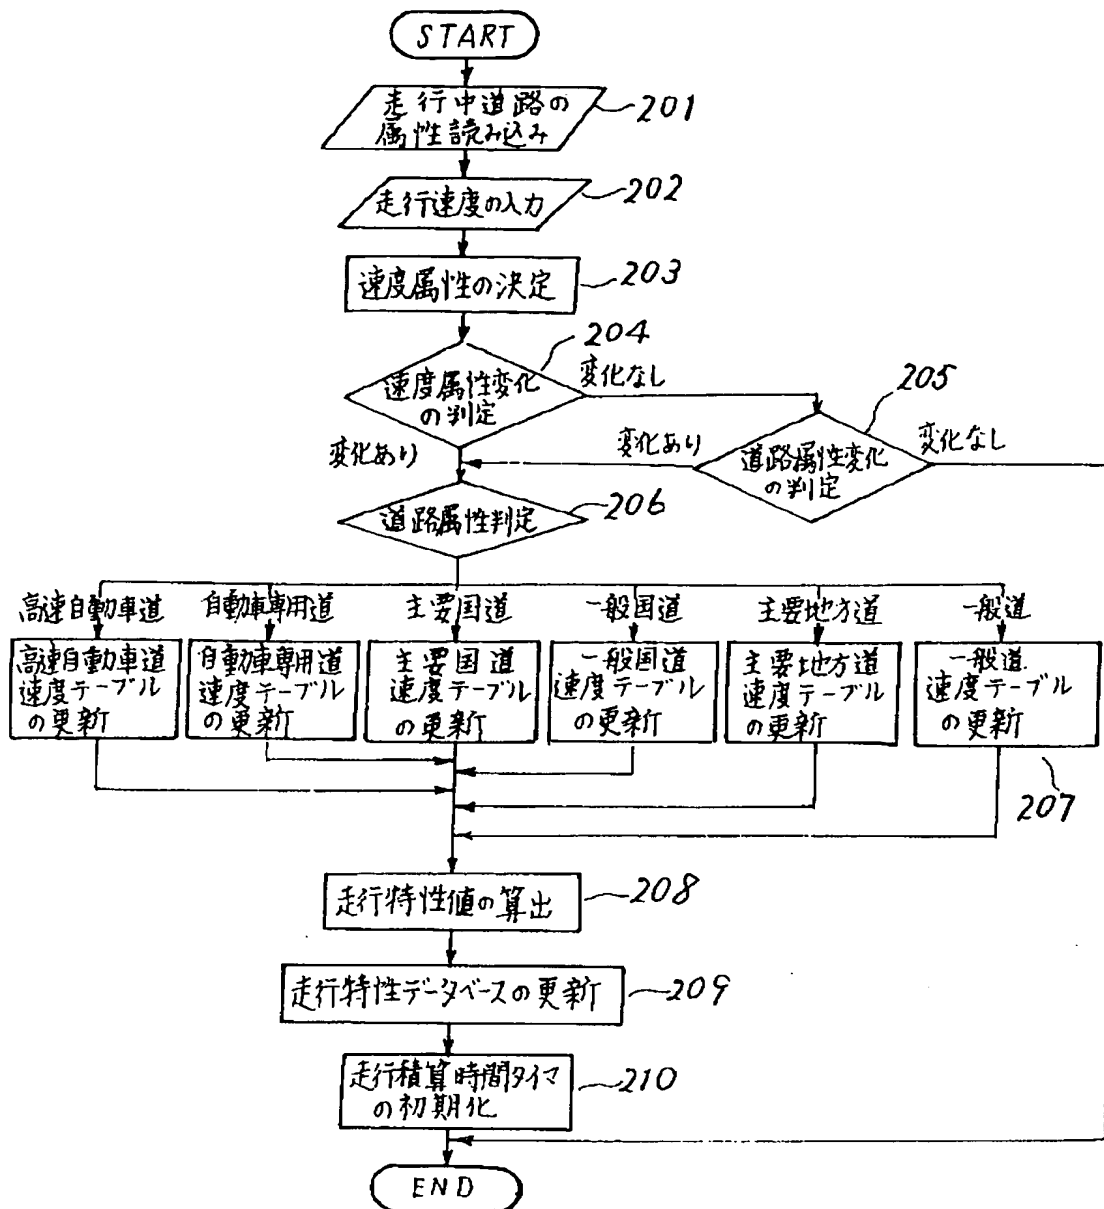 START
走行中道路の
属性読み込み
201
走行速度の入力
202
速度属性の決定
203
204
速度属性変化
の判定
変化なし
205
変化あり
変化あり
道路属性変化
の判定
変化なし
道路属性判定
206
高速自動車道
自動車専用道
主要国道
一般国道
主要地方道
一般道
高速自動車道
速度テーブル
の更新
自動車専用道
速度テーブル
の更新
主要国道
速度テーブル
の更新
一般国道
速度テーブル
の更新
主要地方道
速度テーブル
の更新
一般道
速度テーブル
の更新
207
走行特性値の算出
208
走行特性データベースの更新
209
走行積算時間タイマ
の初期化
210
END